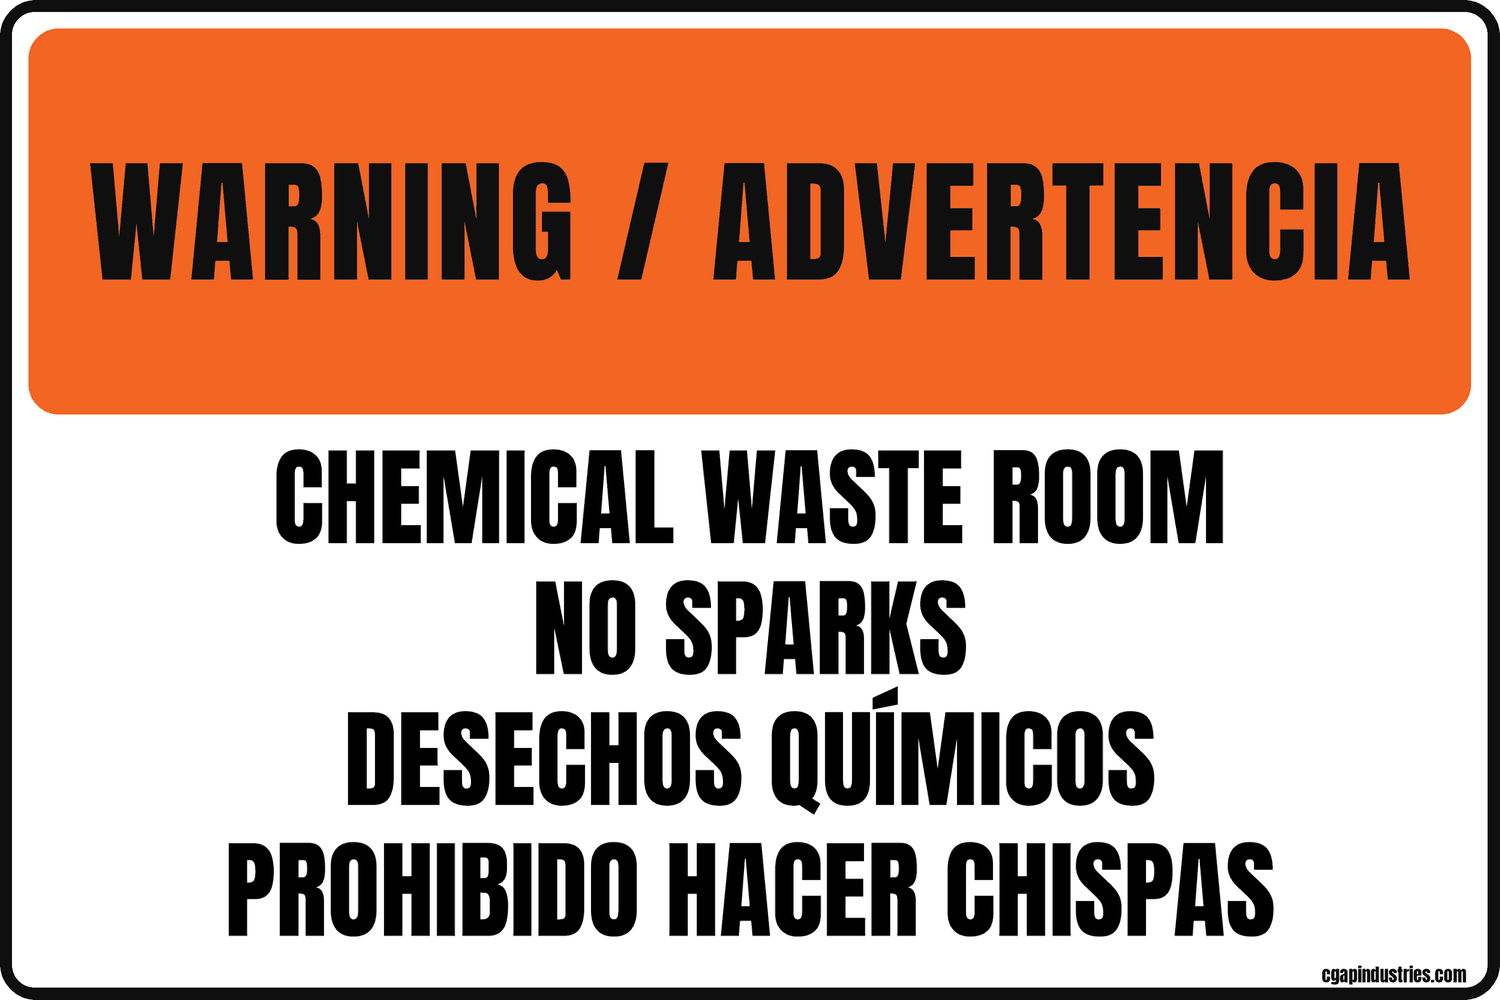 WARNING / ADVERTENCIA
CHEMICAL WASTE ROOM
NO SPARKS
DESECHOS QUÍMICOS
PROHIBIDO HACER CHISPAS
cgapindustries.com